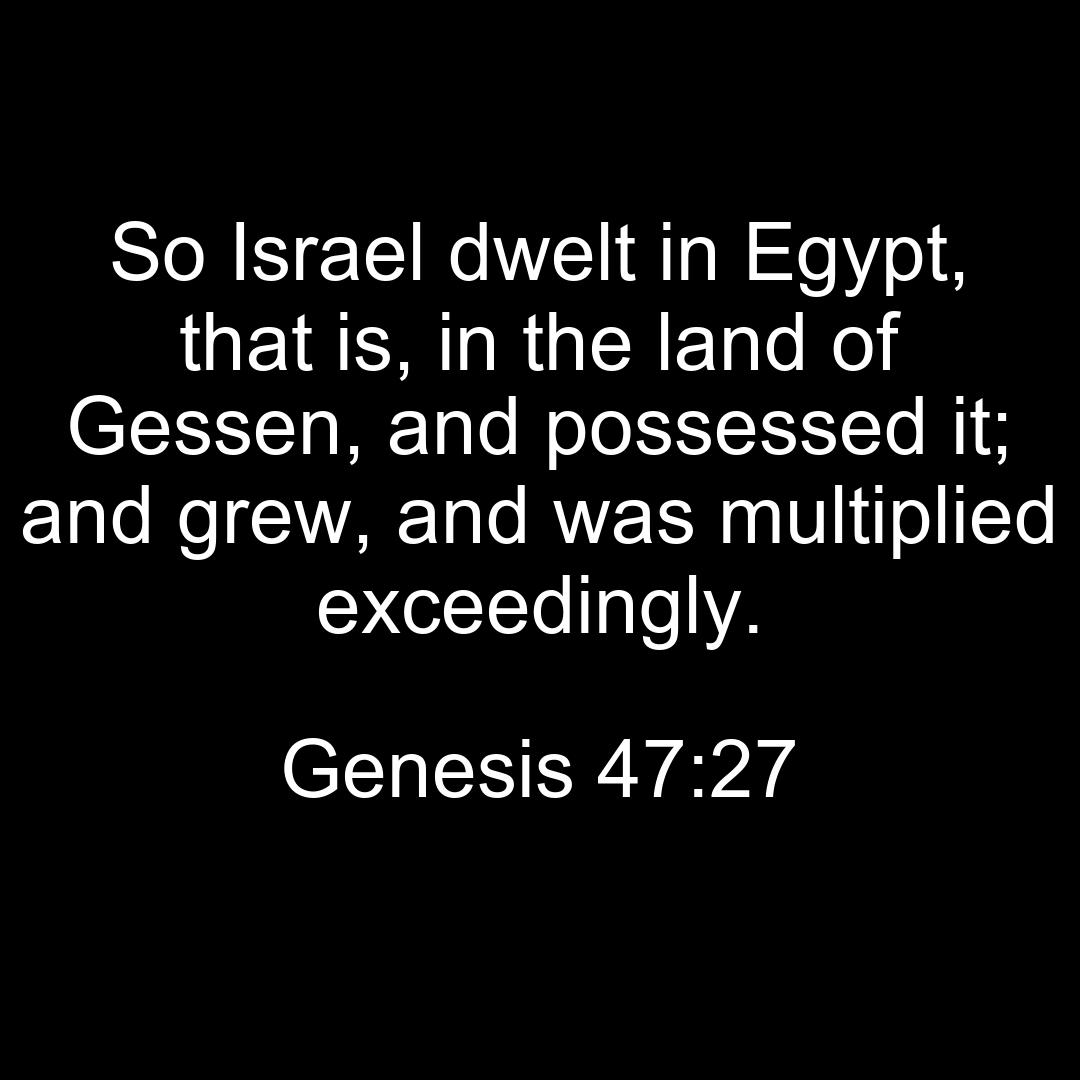 So Israel dwelt in Egypt,
that is, in the land of
Gessen, and possessed it;
and grew, and was multiplied
exceedingly.
Genesis 47:27